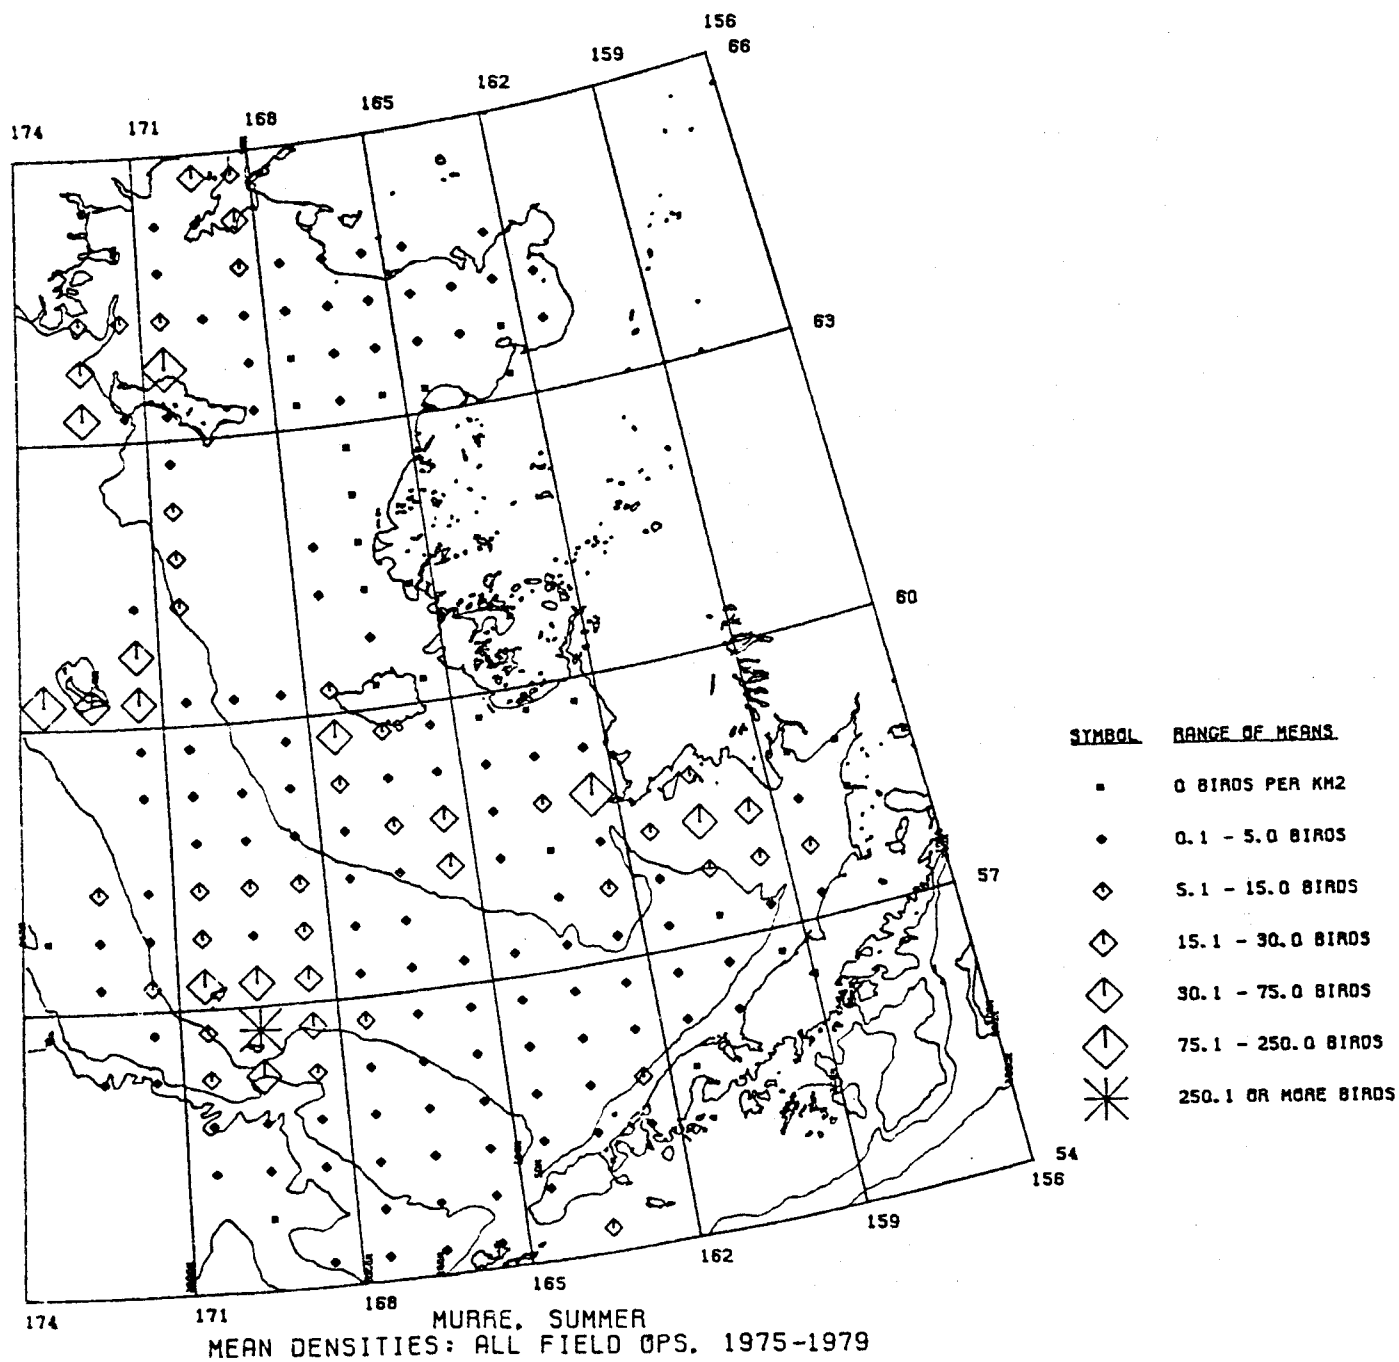 156
66
159
162
165
168
171
174
63
60
57
54
156
159
162
165
168
171
174
SYMBOL RANGE OF MEANS
0 BIRDS PER KM2
0.1 - 5.0 BIRDS
5.1 - 15.0 BIRDS
15.1 - 30.0 BIRDS
30.1 - 75.0 BIRDS
75.1 - 250.0 BIRDS
250.1 OR MORE BIRDS
MURRE, SUMMER
MEAN DENSITIES: ALL FIELD OPS. 1975-1979